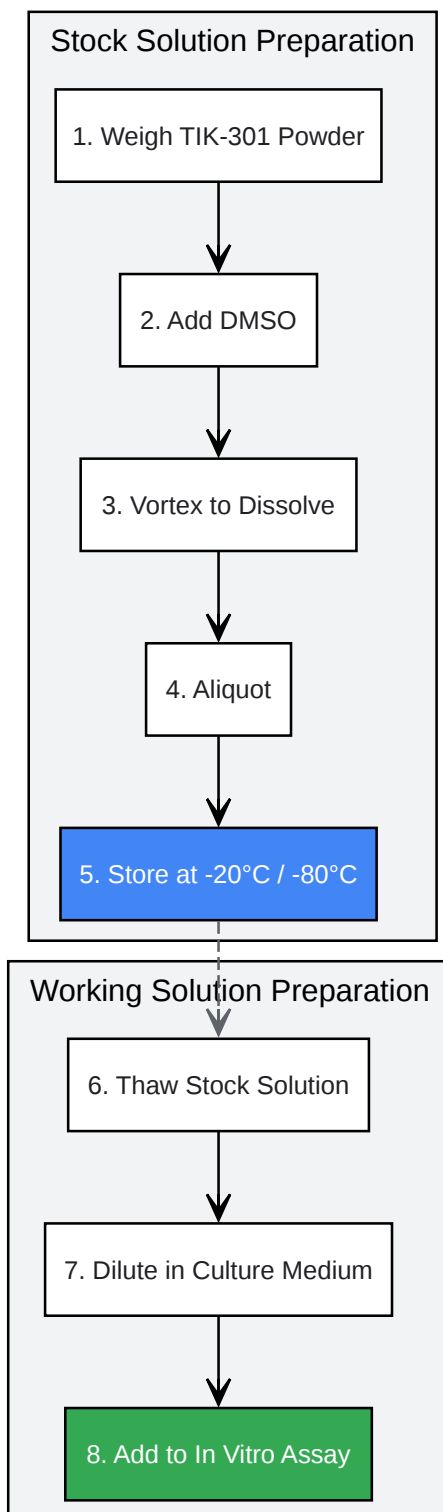 Stock Solution Preparation
1. Weigh TIK-301 Powder
2. Add DMSO
3. Vortex to Dissolve
4. Aliquot
5. Store at -20°C / -80°C
Working Solution Preparation
6. Thaw Stock Solution
7. Dilute in Culture Medium
8. Add to In Vitro Assay